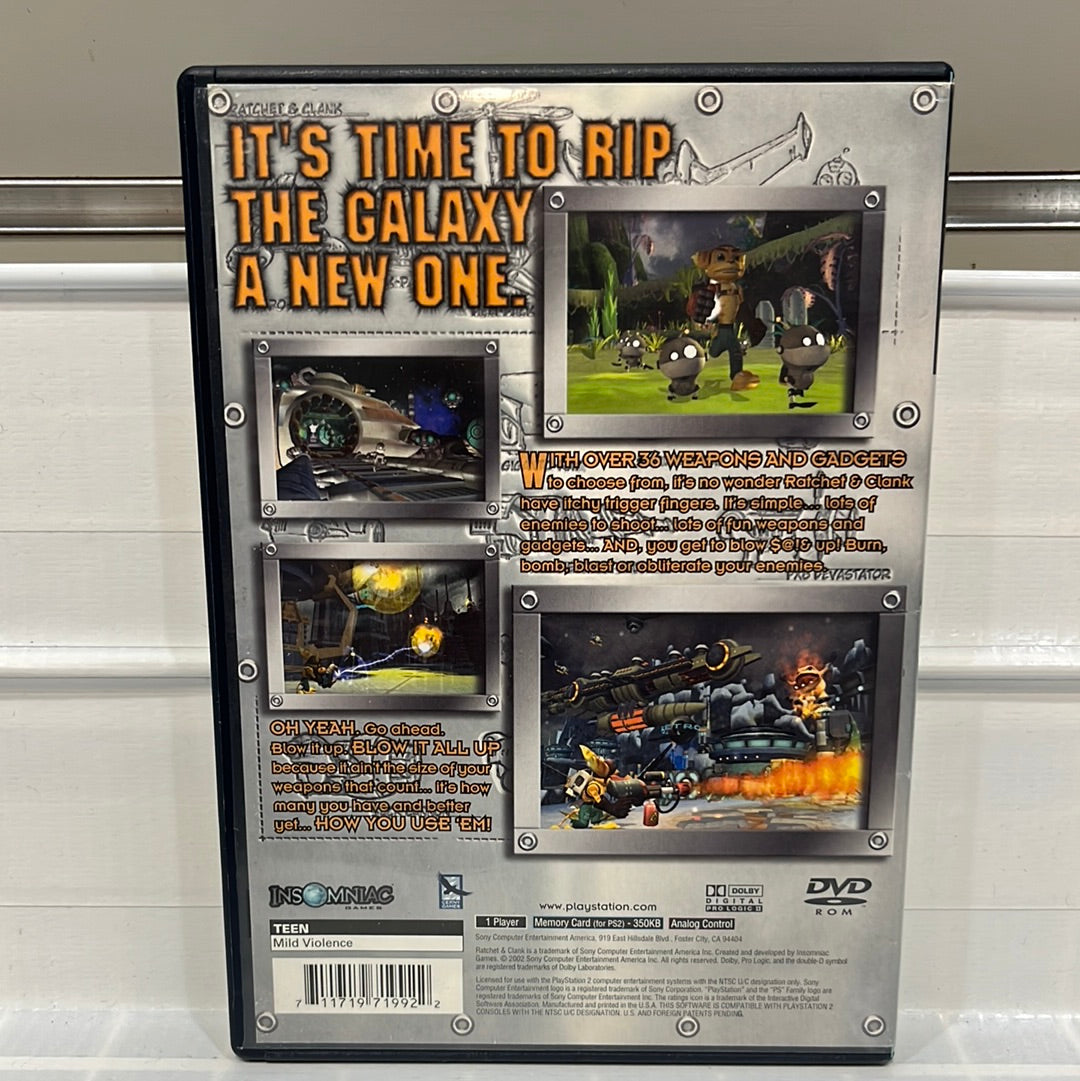 RATCHET & CLANK
IT'S TIME TO RIP
THE GALAXY
A NEW ONE.
WITH OVER 36 WEAPONS AND GADGETS
to choose from, it's no wonder Ratchet & Clank
have itchy trigger fingers. It's simple... lots of
enemies to shoot... lots of fun weapons and
gadgets... AND, you get to blow $@!& up! Burn,
bomb, blast or obliterate your enemies.
DEVASTATOR
OH YEAH. Go ahead.
Blow it up. BLOW IT ALL UP
because it ain't the size of your
weapons that count... It's how
many you have and better
yet... HOW YOU USE 'EM!
INSOMNIAC
GAMES
www.playstation.com
DOLBY
DIGITAL
PRO LOGIC II
DVD
ROM
TEEN
Mild Violence
1 Player
Memory Card (for PS2) - 350KB
Analog Control
Sony Computer Entertainment America, 919 East Hillsdale Blvd., Foster City, CA 94404
Ratchet & Clank is a trademark of Sony Computer Entertainment America Inc. Created and developed by Insomniac
Games. © 2002 Sony Computer Entertainment America Inc. All rights reserved. Dolby, Pro Logic, and the double-D symbol
are registered trademarks of Dolby Laboratories.
Licensed for use with the PlayStation 2 computer entertainment systems with the NTSC U/C designation only. Sony
Computer Entertainment logo is a registered trademark of Sony Corporation. "PlayStation" and the "PS" Family logo are
registered trademarks of Sony Computer Entertainment Inc. The ratings icon is a trademark of the Interactive Digital
Software Association. Manufactured and printed in the U.S.A. THIS SOFTWARE IS COMPATIBLE WITH PLAYSTATION 2
CONSOLES WITH THE NTSC U/C DESIGNATION. U.S. AND FOREIGN PATENTS PENDING.
7 11719 71992 2